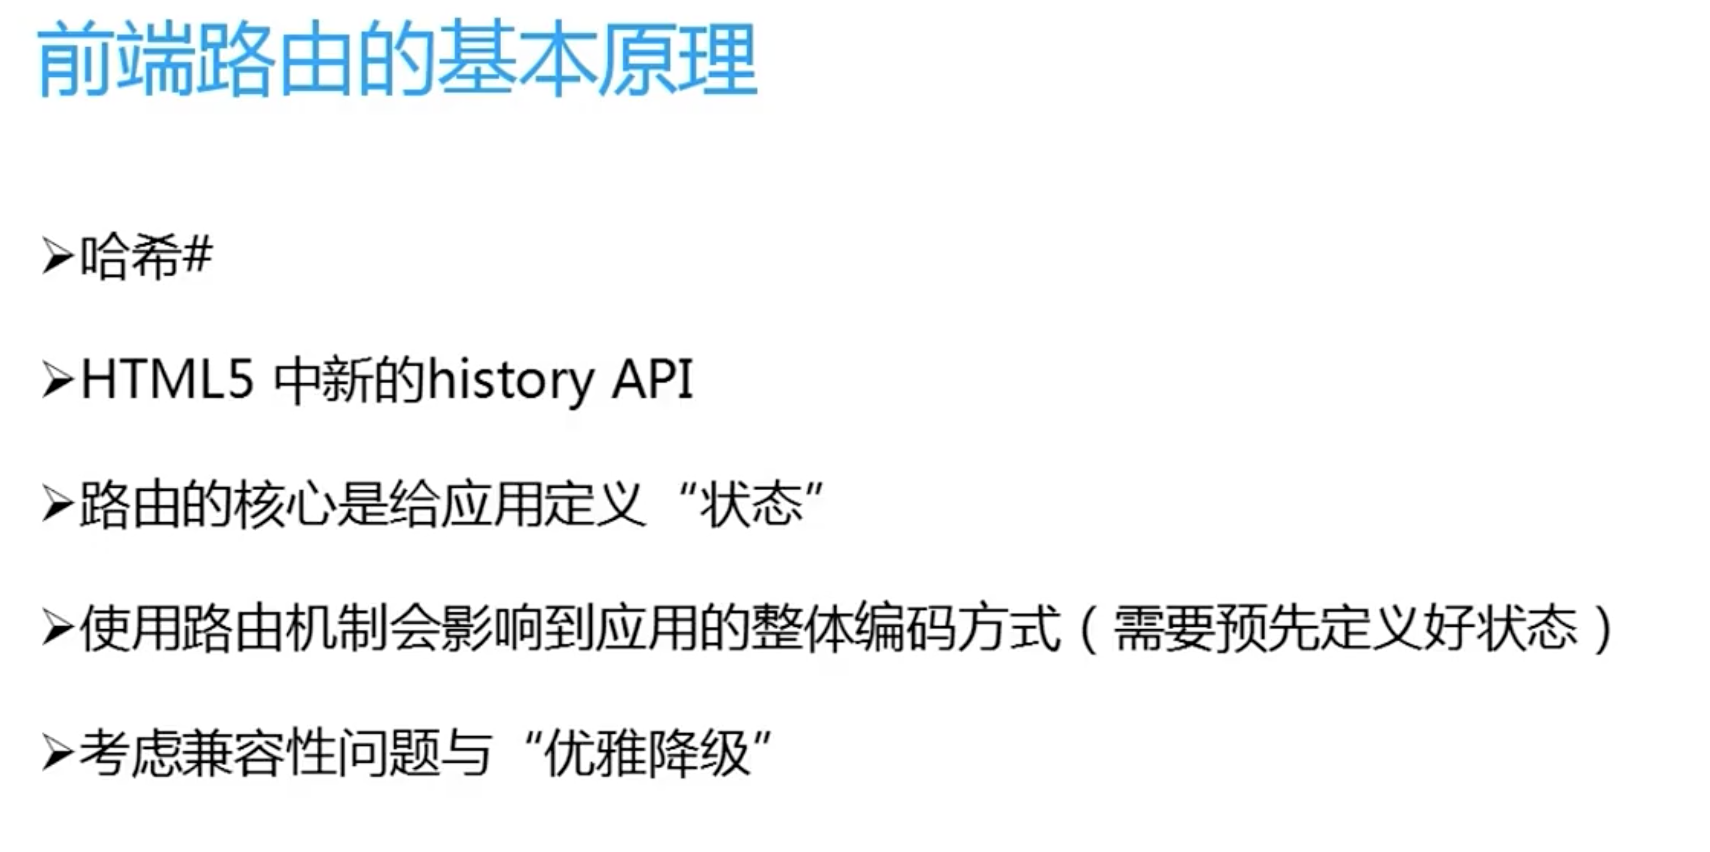 前端路由的基本原理
➢哈希#
➢HTML5 中新的history API
➢路由的核心是给应用定义“状态”
➢使用路由机制会影响到应用的整体编码方式（需要预先定义好状态）
➢考虑兼容性问题与“优雅降级”